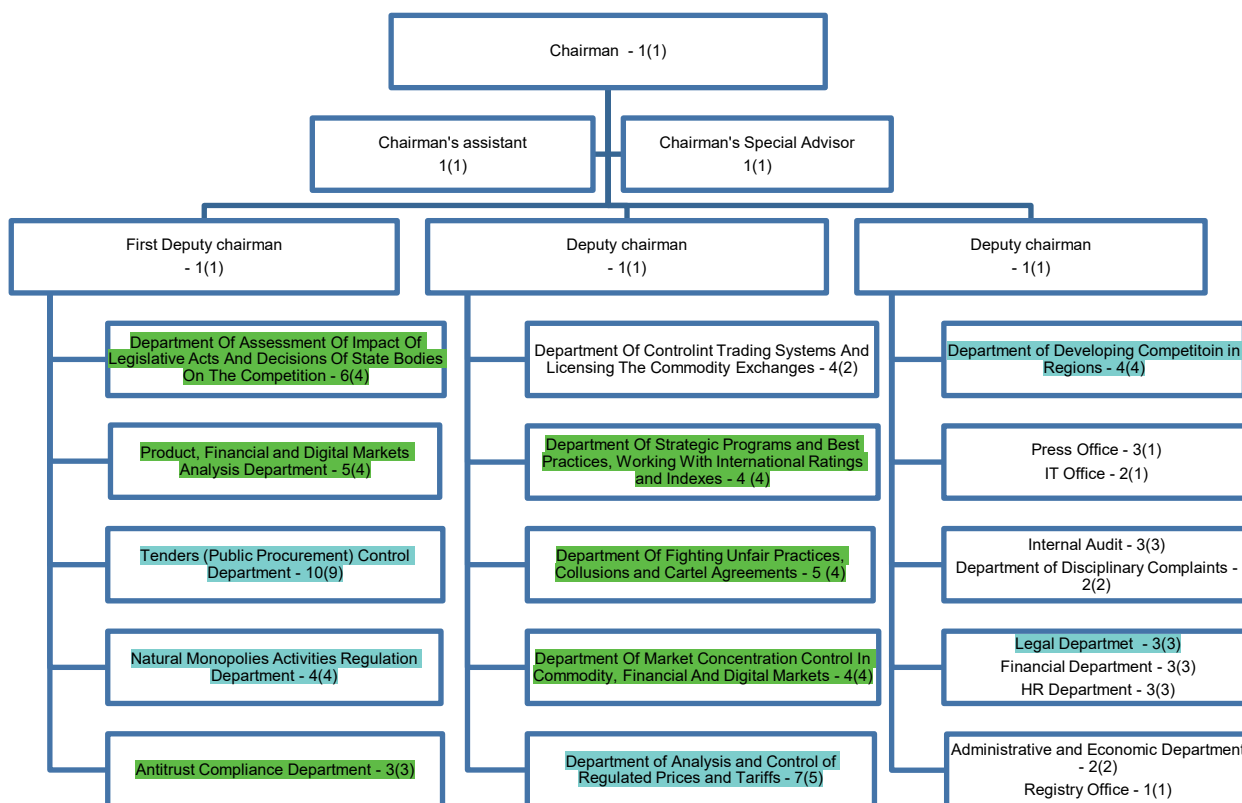 Chairman - 1(1)
Chairman's assistant
1(1)
Chairman's Special Advisor
1(1)
First Deputy chairman
- 1(1)
Deputy chairman
- 1(1)
Deputy chairman
- 1(1)
Department Of Assessment Of Impact Of
Legislative Acts And Decisions Of State Bodies
On The Competition - 6(4)
Product, Financial and Digital Markets
Analysis Department - 5(4)
Tenders (Public Procurement) Control
Department - 10(9)
Natural Monopolies Activities Regulation
Department - 4(4)
Antitrust Compliance Department - 3(3)
Department Of Controlint Trading Systems And
Licensing The Commodity Exchanges - 4(2)
Department Of Strategic Programs and Best
Practices, Working With International Ratings
and Indexes - 4 (4)
Department Of Fighting Unfair Practices,
Collusions and Cartel Agreements - 5 (4)
Department Of Market Concentration Control In
Commodity, Financial And Digital Markets - 4(4)
Department of Analysis and Control of
Regulated Prices and Tariffs - 7(5)
Department of Developing Competitoin in
Regions - 4(4)
Press Office - 3(1)
IT Office - 2(1)
Internal Audit - 3(3)
Department of Disciplinary Complaints -
2(2)
Legal Departmet - 3(3)
Financial Department - 3(3)
HR Department - 3(3)
Administrative and Economic Department
- 2(2)
Registry Office - 1(1)